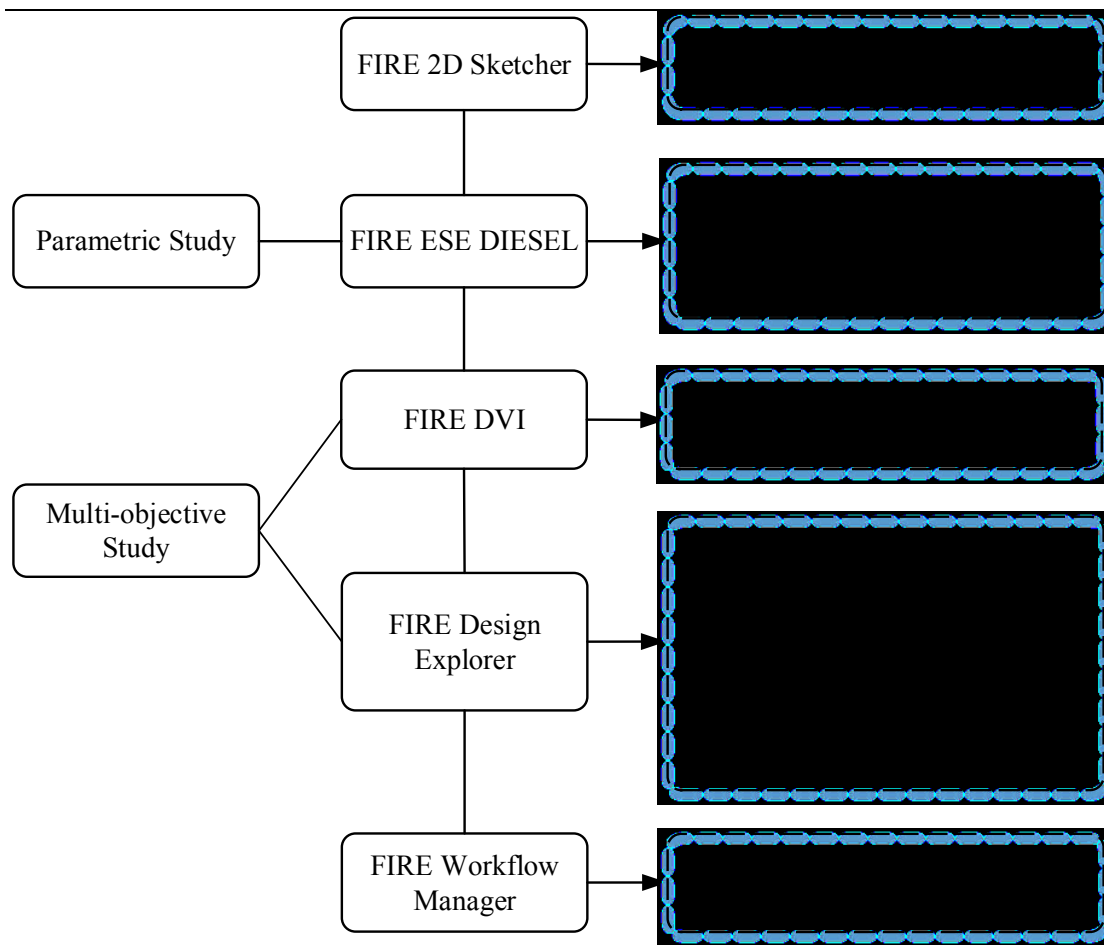 FIRE 2D Sketcher
Parametric Study
FIRE ESE DIESEL
FIRE DVI
Multi-objective
Study
FIRE Design
Explorer
FIRE Workflow
Manager